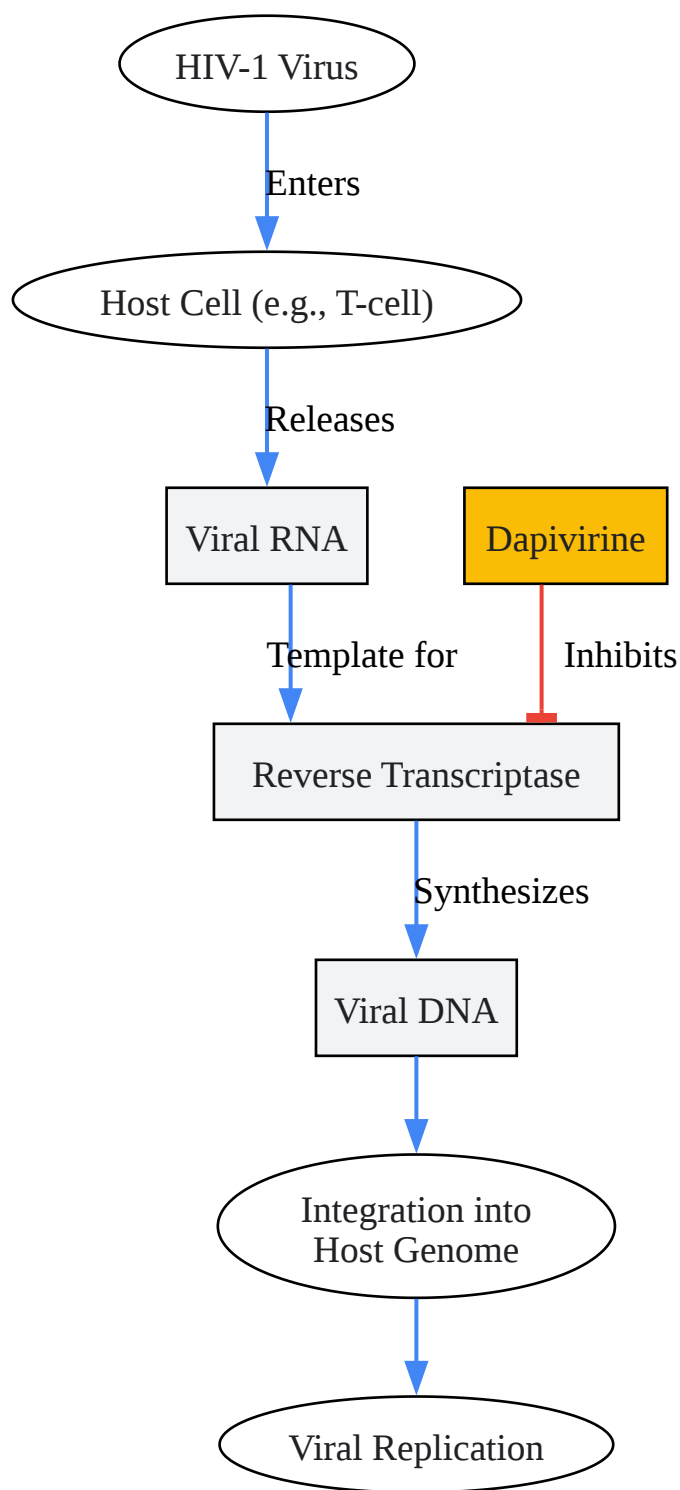 HIV-1 Virus
Enters
Host Cell (e.g., T-cell)
Releases
Viral RNA
Dapivirine
Template for
Inhibits
Reverse Transcriptase
Synthesizes
Viral DNA
Integration into
Host Genome
Viral Replication